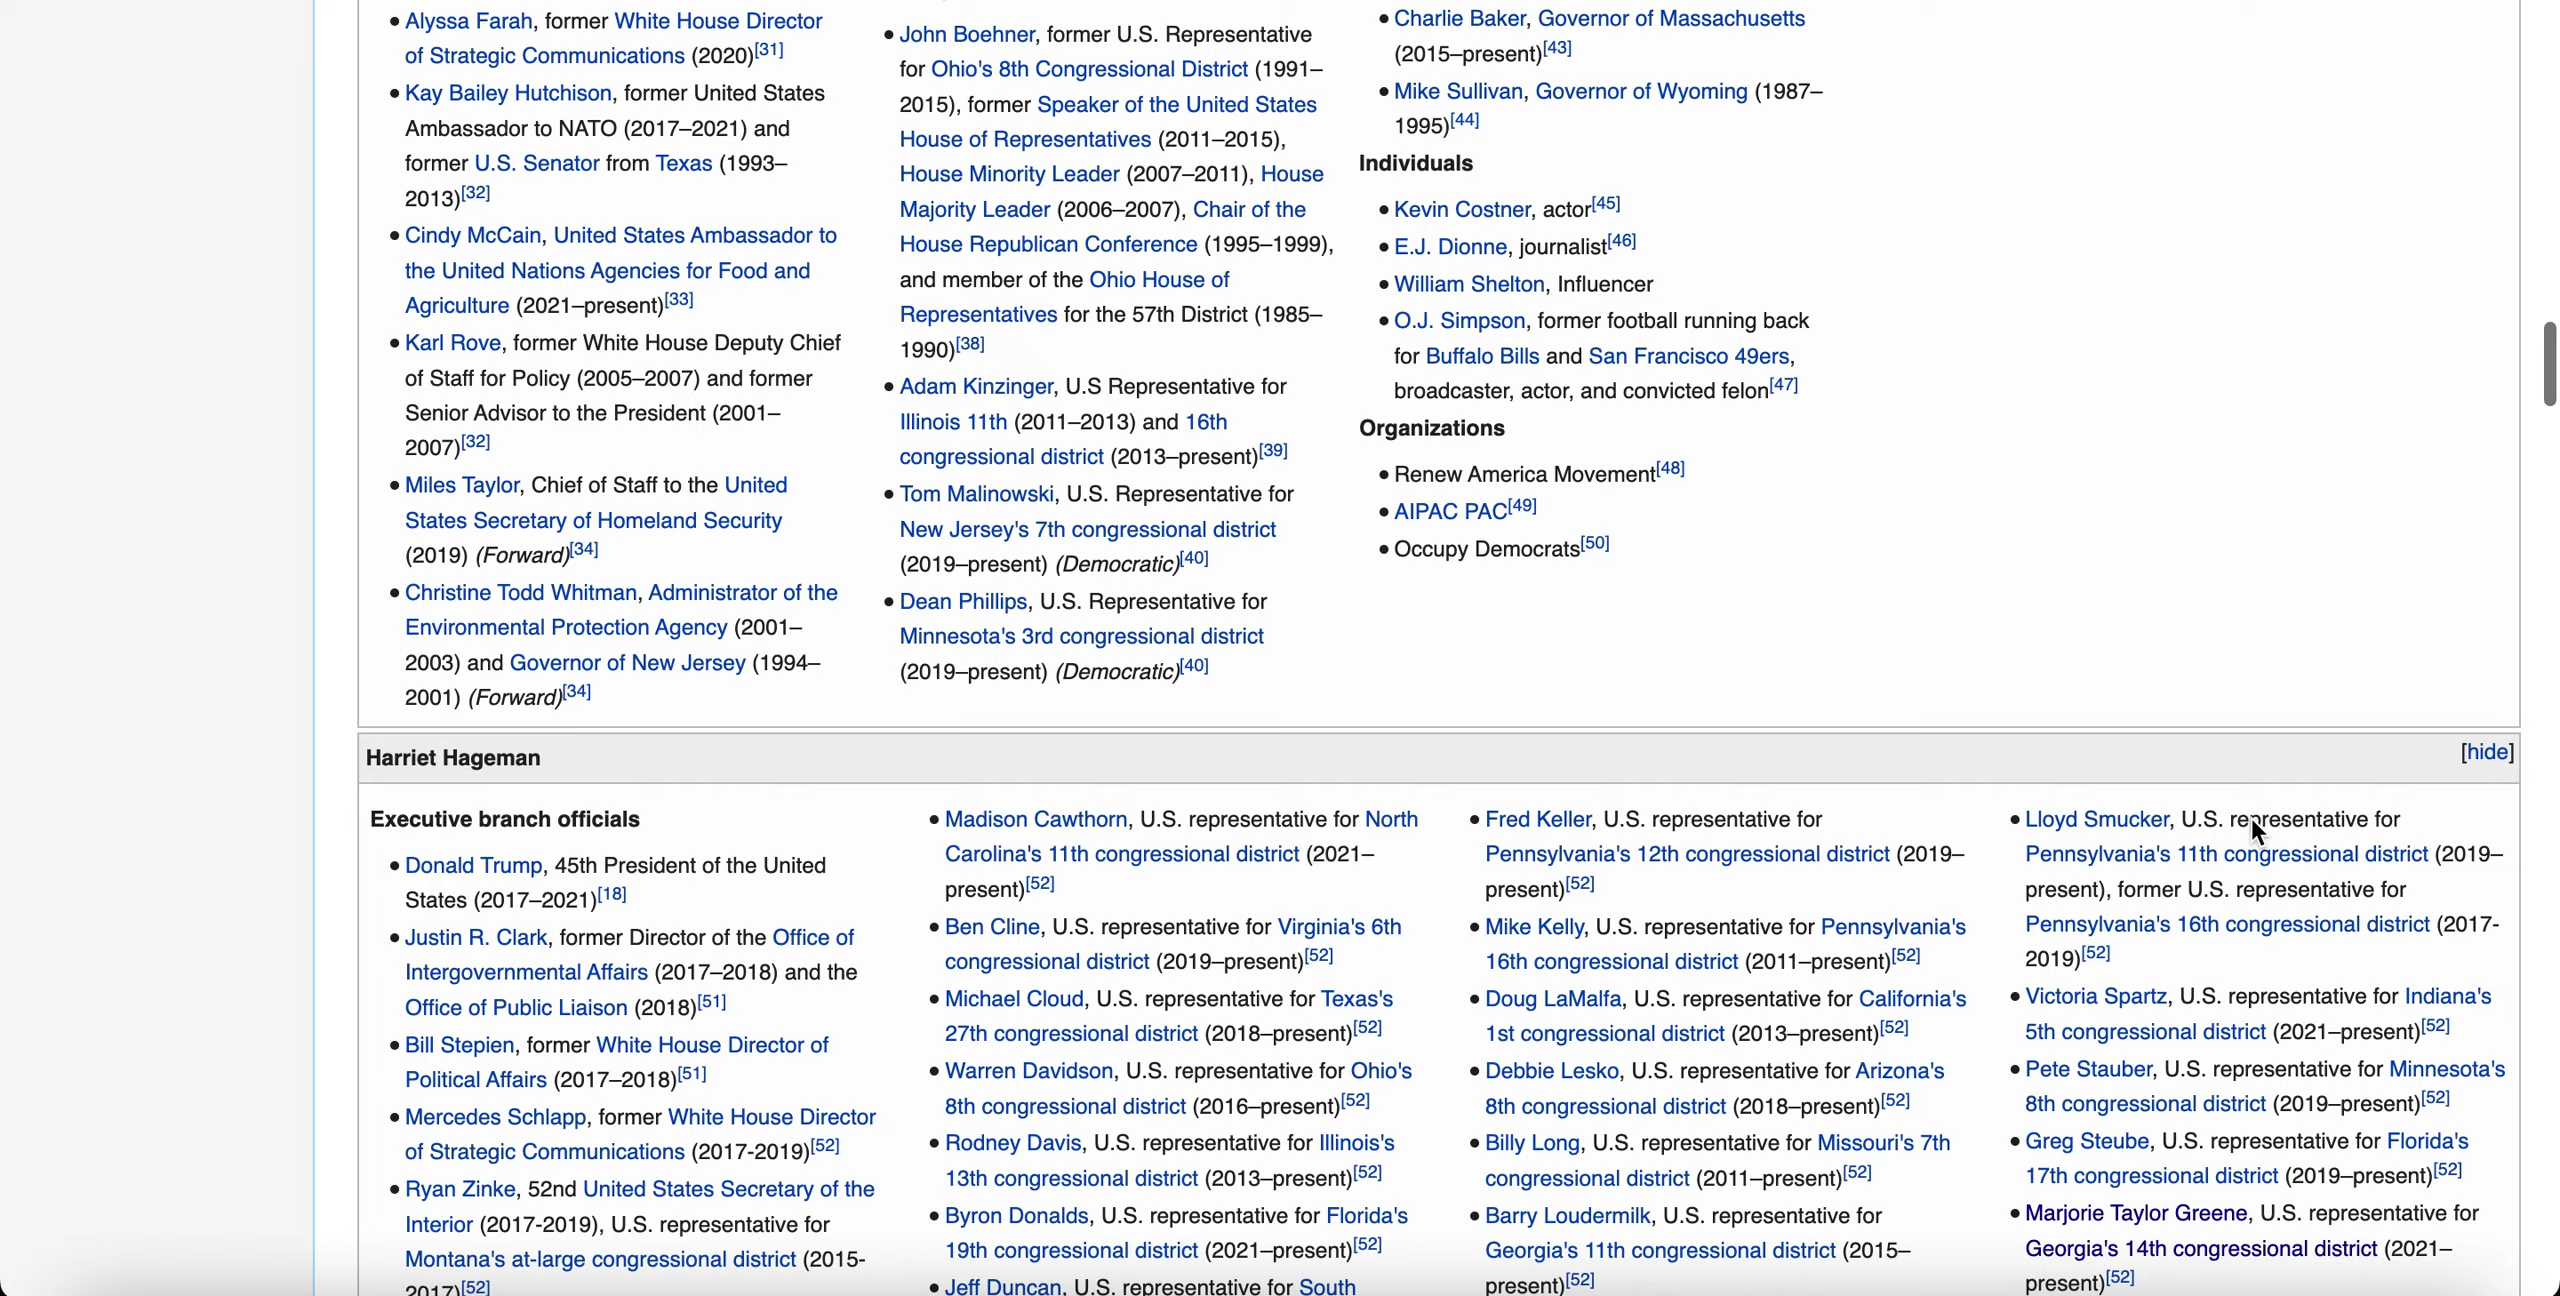 • Alyssa Farah, former White House Director
of Strategic Communications (2020)[31]
• Kay Bailey Hutchison, former United States
Ambassador to NATO (2017–2021) and
former U.S. Senator from Texas (1993–
2013)[32]
• Cindy McCain, United States Ambassador to
the United Nations Agencies for Food and
Agriculture (2021–present)[33]
• Karl Rove, former White House Deputy Chief
of Staff for Policy (2005–2007) and former
Senior Advisor to the President (2001–
2007)[32]
• Miles Taylor, Chief of Staff to the United
States Secretary of Homeland Security
(2019) (Forward)[34]
• Christine Todd Whitman, Administrator of the
Environmental Protection Agency (2001–
2003) and Governor of New Jersey (1994–
2001) (Forward)[34]
• John Boehner, former U.S. Representative
for Ohio's 8th Congressional District (1991–
2015), former Speaker of the United States
House of Representatives (2011–2015),
House Minority Leader (2007–2011), House
Majority Leader (2006–2007), Chair of the
House Republican Conference (1995–1999),
and member of the Ohio House of
Representatives for the 57th District (1985–
1990)[38]
• Adam Kinzinger, U.S Representative for
Illinois 11th (2011–2013) and 16th
congressional district (2013–present)[39]
• Tom Malinowski, U.S. Representative for
New Jersey's 7th congressional district
(2019–present) (Democratic)[40]
• Dean Phillips, U.S. Representative for
Minnesota's 3rd congressional district
(2019–present) (Democratic)[40]
• Charlie Baker, Governor of Massachusetts
(2015–present)[43]
• Mike Sullivan, Governor of Wyoming (1987–
1995)[44]
Individuals
• Kevin Costner, actor[45]
• E.J. Dionne, journalist[46]
• William Shelton, Influencer
• O.J. Simpson, former football running back
for Buffalo Bills and San Francisco 49ers,
broadcaster, actor, and convicted felon[47]
Organizations
• Renew America Movement[48]
• AIPAC PAC[49]
• Occupy Democrats[50]
Harriet Hageman
[hide]
Executive branch officials
• Donald Trump, 45th President of the United
States (2017–2021)[18]
• Justin R. Clark, former Director of the Office of
Intergovernmental Affairs (2017–2018) and the
Office of Public Liaison (2018)[51]
• Bill Stepien, former White House Director of
Political Affairs (2017–2018)[51]
• Mercedes Schlapp, former White House Director
of Strategic Communications (2017-2019)[52]
• Ryan Zinke, 52nd United States Secretary of the
Interior (2017-2019), U.S. representative for
Montana's at-large congressional district (2015-
2017)[52]
• Madison Cawthorn, U.S. representative for North
Carolina's 11th congressional district (2021–
present)[52]
• Ben Cline, U.S. representative for Virginia's 6th
congressional district (2019–present)[52]
• Michael Cloud, U.S. representative for Texas's
27th congressional district (2018–present)[52]
• Warren Davidson, U.S. representative for Ohio's
8th congressional district (2016–present)[52]
• Rodney Davis, U.S. representative for Illinois's
13th congressional district (2013–present)[52]
• Byron Donalds, U.S. representative for Florida's
19th congressional district (2021–present)[52]
• Jeff Duncan, U.S. representative for South
• Fred Keller, U.S. representative for
Pennsylvania's 12th congressional district (2019–
present)[52]
• Mike Kelly, U.S. representative for Pennsylvania's
16th congressional district (2011–present)[52]
• Doug LaMalfa, U.S. representative for California's
1st congressional district (2013–present)[52]
• Debbie Lesko, U.S. representative for Arizona's
8th congressional district (2018–present)[52]
• Billy Long, U.S. representative for Missouri's 7th
congressional district (2011–present)[52]
• Barry Loudermilk, U.S. representative for
Georgia's 11th congressional district (2015–
present)[52]
• Lloyd Smucker, U.S. representative for
Pennsylvania's 11th congressional district (2019–
present), former U.S. representative for
Pennsylvania's 16th congressional district (2017-
2019)[52]
• Victoria Spartz, U.S. representative for Indiana's
5th congressional district (2021–present)[52]
• Pete Stauber, U.S. representative for Minnesota's
8th congressional district (2019–present)[52]
• Greg Steube, U.S. representative for Florida's
17th congressional district (2019–present)[52]
• Marjorie Taylor Greene, U.S. representative for
Georgia's 14th congressional district (2021–
present)[52]